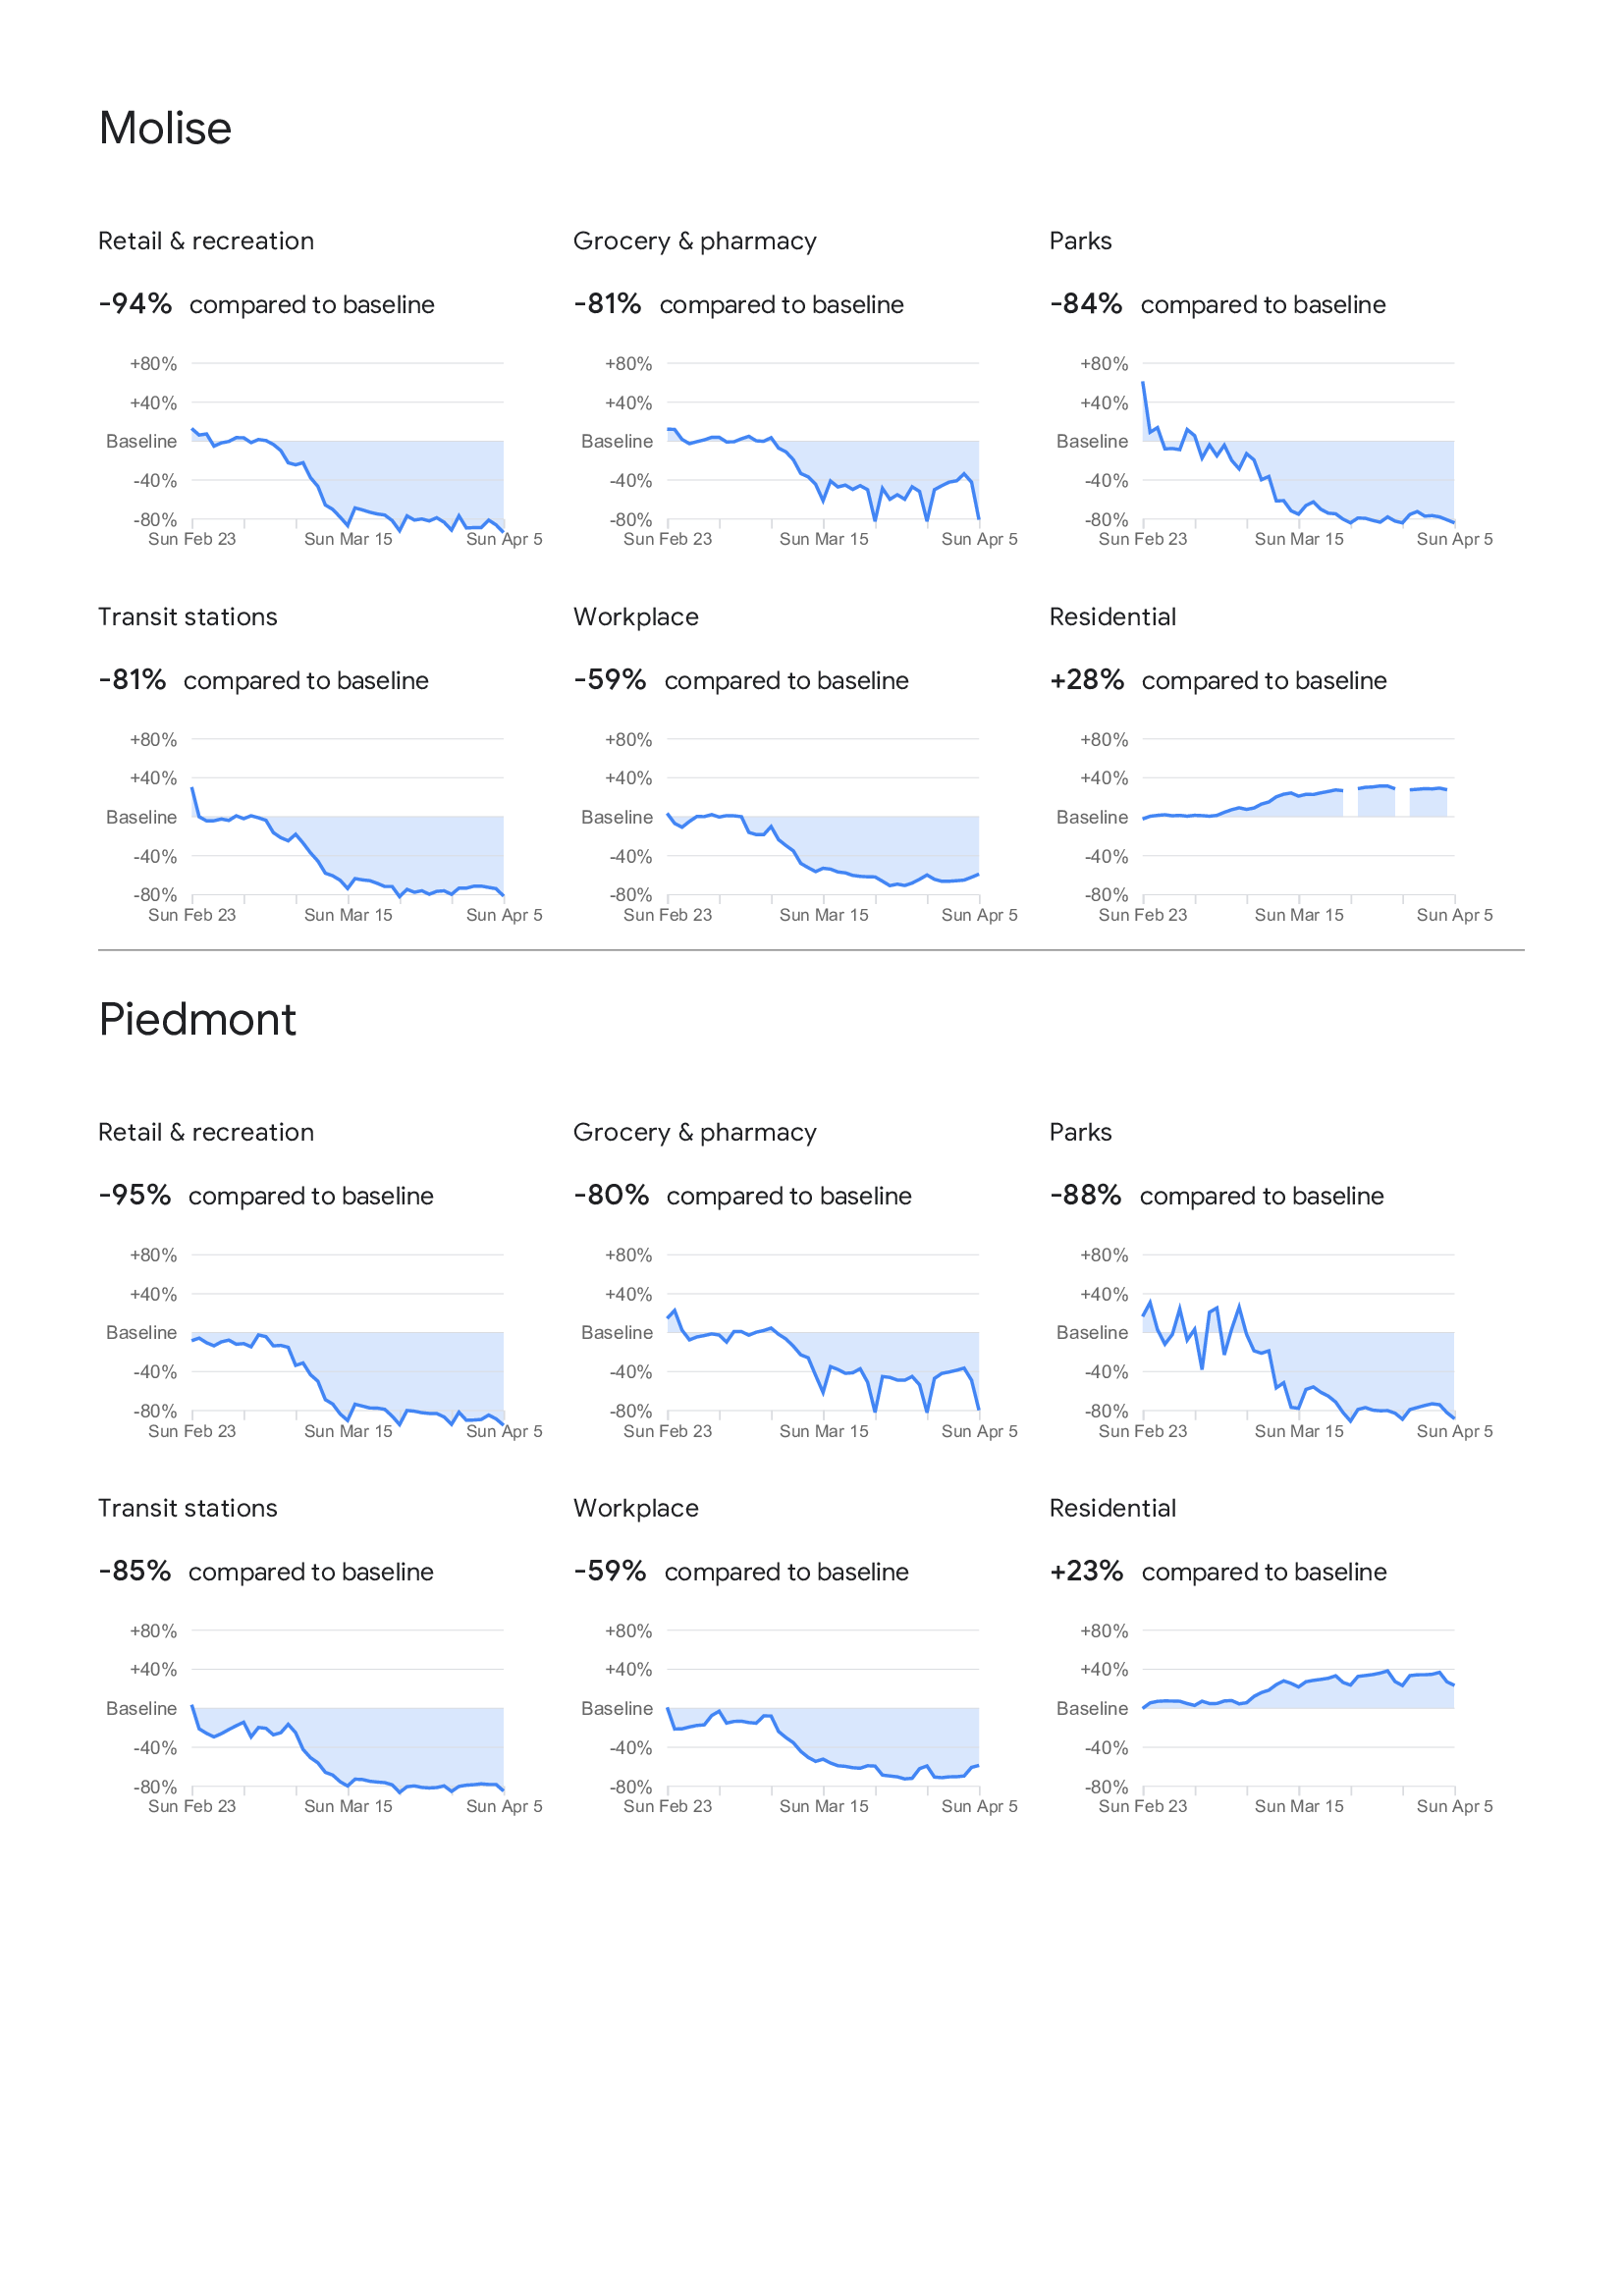 Molise
Retail & recreation
-94% compared to baseline
+80%
+40%
Baseline
-40%
-80%
Sun Feb 23 Sun Mar 15 Sun Apr 5
Grocery & pharmacy
-81% compared to baseline
+80%
+40%
Baseline
-40%
-80%
Sun Feb 23 Sun Mar 15 Sun Apr 5
Parks
-84% compared to baseline
+80%
+40%
Baseline
-40%
-80%
Sun Feb 23 Sun Mar 15 Sun Apr 5
Transit stations
-81% compared to baseline
+80%
+40%
Baseline
-40%
-80%
Sun Feb 23 Sun Mar 15 Sun Apr 5
Workplace
-59% compared to baseline
+80%
+40%
Baseline
-40%
-80%
Sun Feb 23 Sun Mar 15 Sun Apr 5
Residential
+28% compared to baseline
+80%
+40%
Baseline
-40%
-80%
Sun Feb 23 Sun Mar 15 Sun Apr 5
Piedmont
Retail & recreation
-95% compared to baseline
+80%
+40%
Baseline
-40%
-80%
Sun Feb 23 Sun Mar 15 Sun Apr 5
Grocery & pharmacy
-80% compared to baseline
+80%
+40%
Baseline
-40%
-80%
Sun Feb 23 Sun Mar 15 Sun Apr 5
Parks
-88% compared to baseline
+80%
+40%
Baseline
-40%
-80%
Sun Feb 23 Sun Mar 15 Sun Apr 5
Transit stations
-85% compared to baseline
+80%
+40%
Baseline
-40%
-80%
Sun Feb 23 Sun Mar 15 Sun Apr 5
Workplace
-59% compared to baseline
+80%
+40%
Baseline
-40%
-80%
Sun Feb 23 Sun Mar 15 Sun Apr 5
Residential
+23% compared to baseline
+80%
+40%
Baseline
-40%
-80%
Sun Feb 23 Sun Mar 15 Sun Apr 5